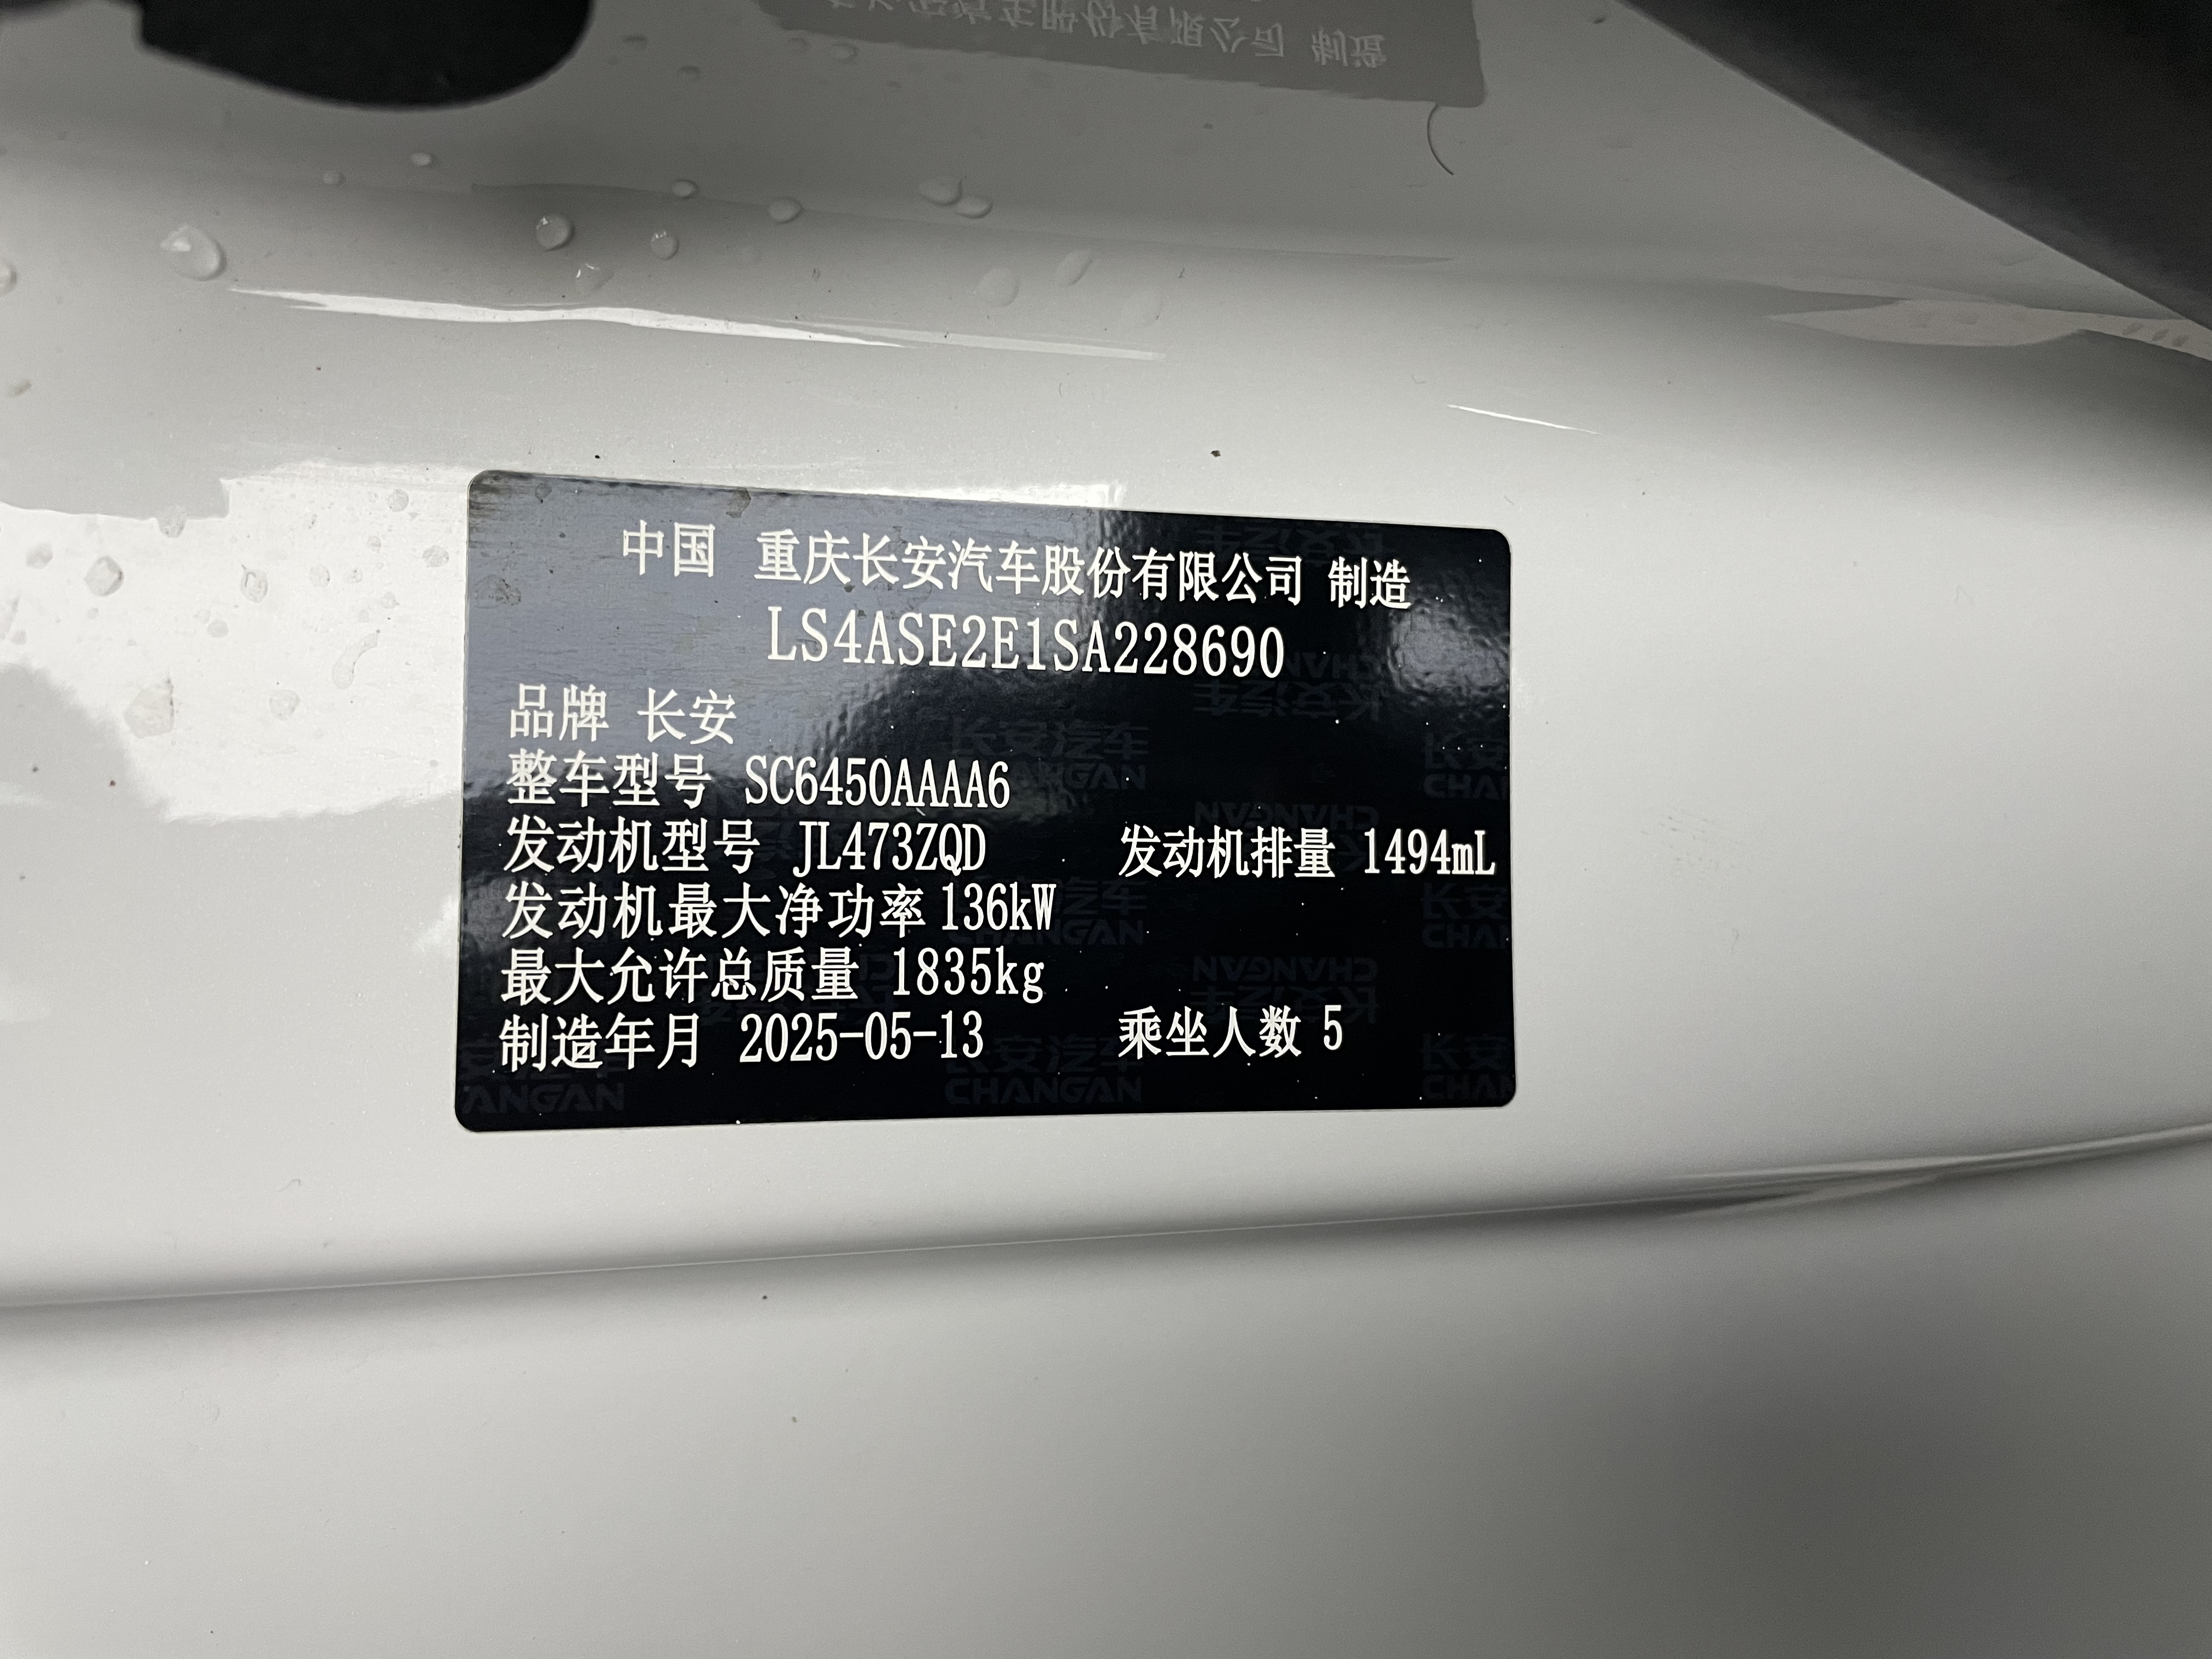 中国 重庆长安汽车股份有限公司 制造
LS4ASE2E1SA228690
品牌 长安
整车型号 SC6450AAAA6
发动机型号 JL473ZQD 发动机排量 1494mL
发动机最大净功率 136kW
最大允许总质量 1835kg
制造年月 2025-05-13 乘坐人数 5